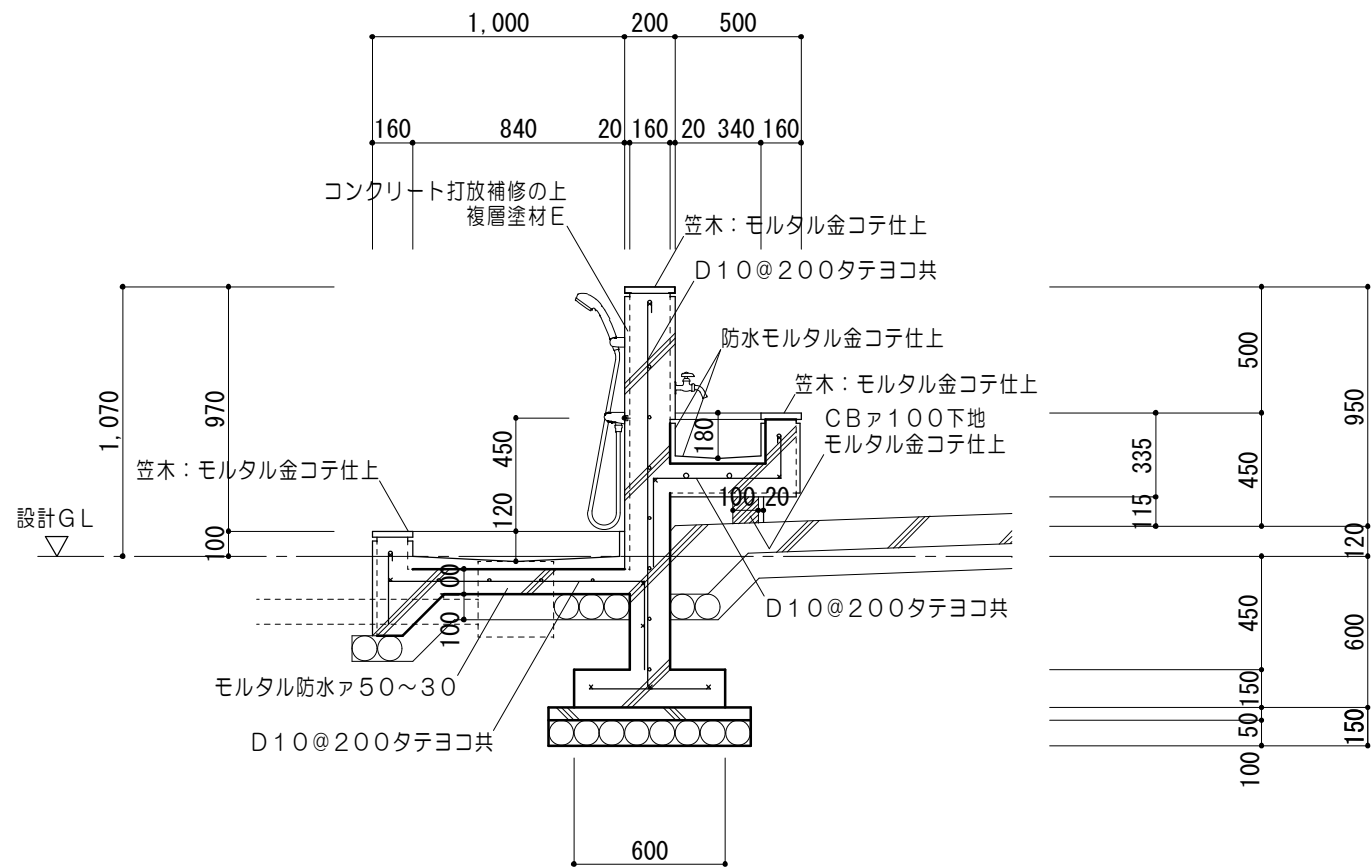 1,000
200
500
160
840
20
160
20
340
160
コンクリート打放補修の上
複層塗材E
笠木：モルタル金コテ仕上
D10@200タテヨコ共
防水モルタル金コテ仕上
笠木：モルタル金コテ仕上
CBァ100下地
モルタル金コテ仕上
1,070
970
100
450
120
180
100
20
笠木：モルタル金コテ仕上
設計GL
100
100
D10@200タテヨコ共
モルタル防水ァ50～30
D10@200タテヨコ共
335
115
500
450
950
120
450
600
150
50
150
100
600